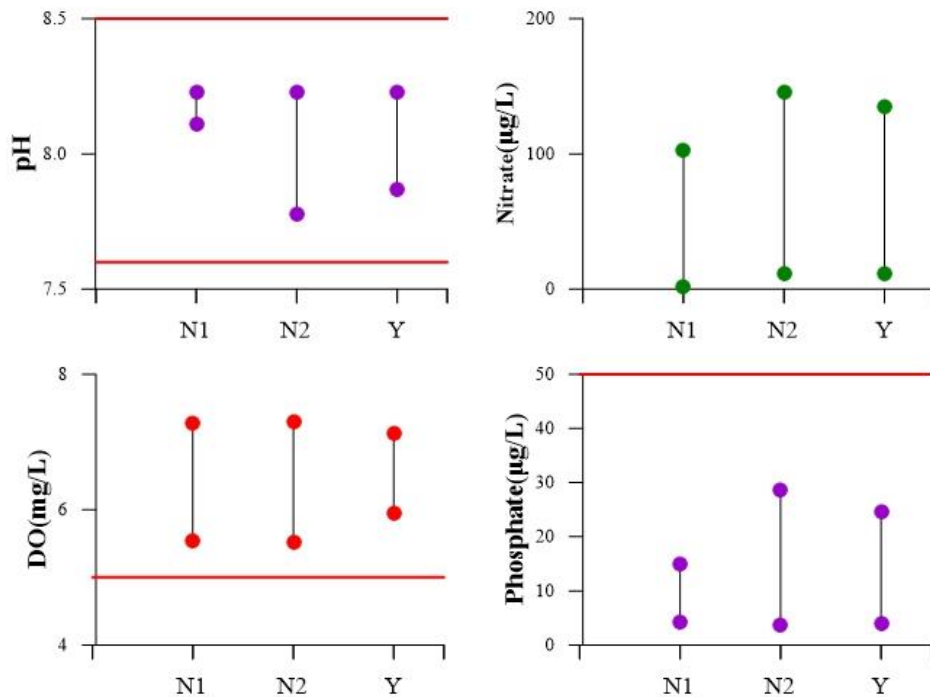 8.5
8.0
7.5
pH
N1 N2 Y
200
100
0
Nitrate(μg/L)
N1 N2 Y
8
6
4
DO(mg/L)
N1 N2 Y
50
40
30
20
10
0
Phosphate(μg/L)
N1 N2 Y